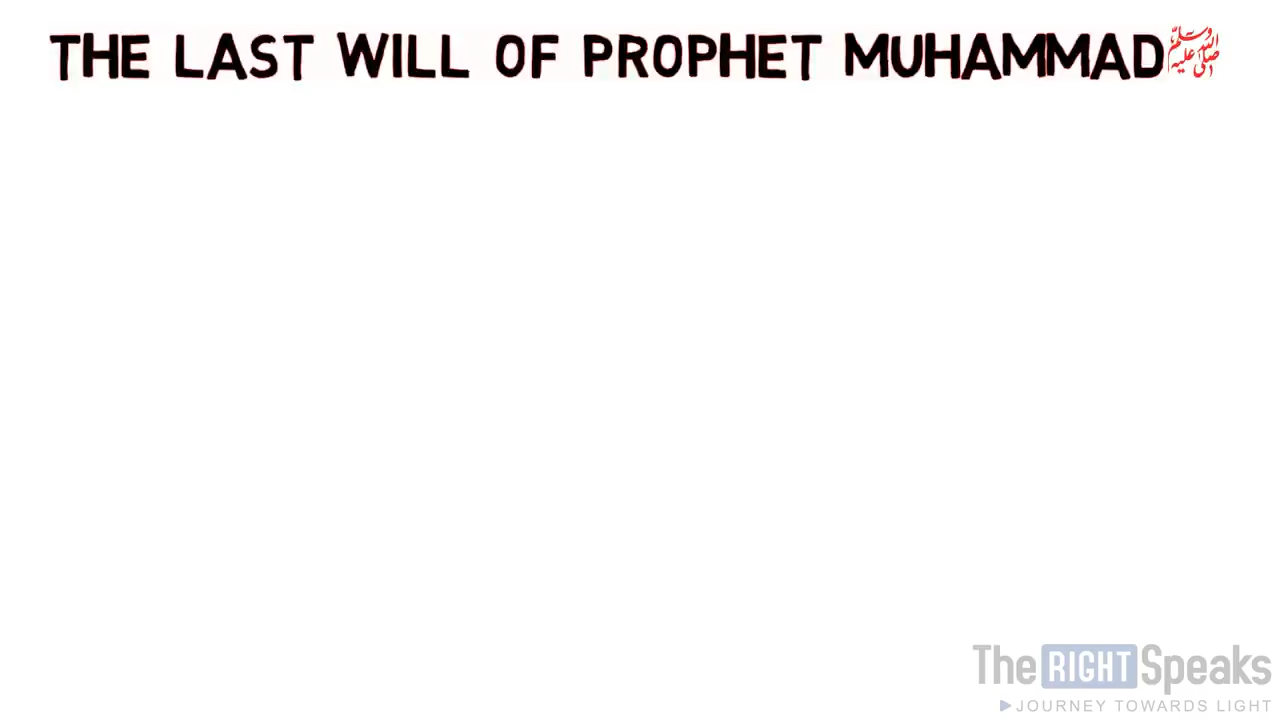 THE LAST WILL OF PROPHET MUHAMMAD صلى الله عليه وسلم
The RIGHT Speaks
JOURNEY TOWARDS LIGHT